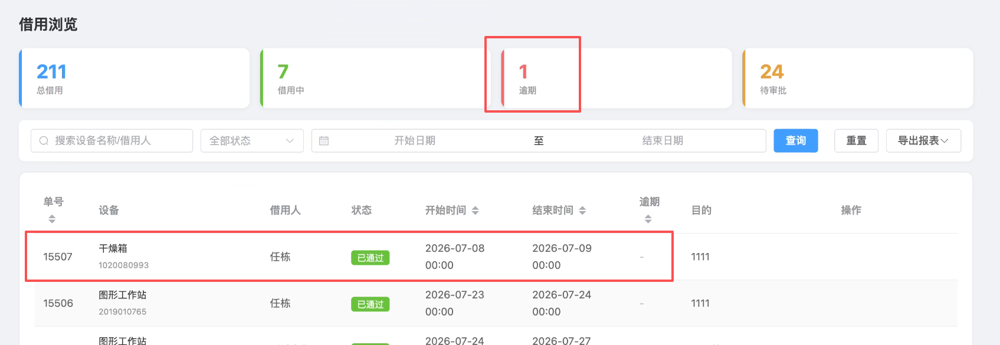 借用浏览
211
总借用
7
借用中
1
逾期
24
待审批
搜索设备名称/借用人
全部状态
开始日期
至
结束日期
查询
重置
导出报表
单号
设备
借用人
状态
开始时间
结束时间
逾期
目的
操作
15507
干燥箱
1020080993
任栋
已通过
2026-07-08
00:00
2026-07-09
00:00
-
1111
15506
图形工作站
2019010765
任栋
已通过
2026-07-23
00:00
2026-07-24
00:00
-
1111
图形工作站
2026-07-24
2026-07-27